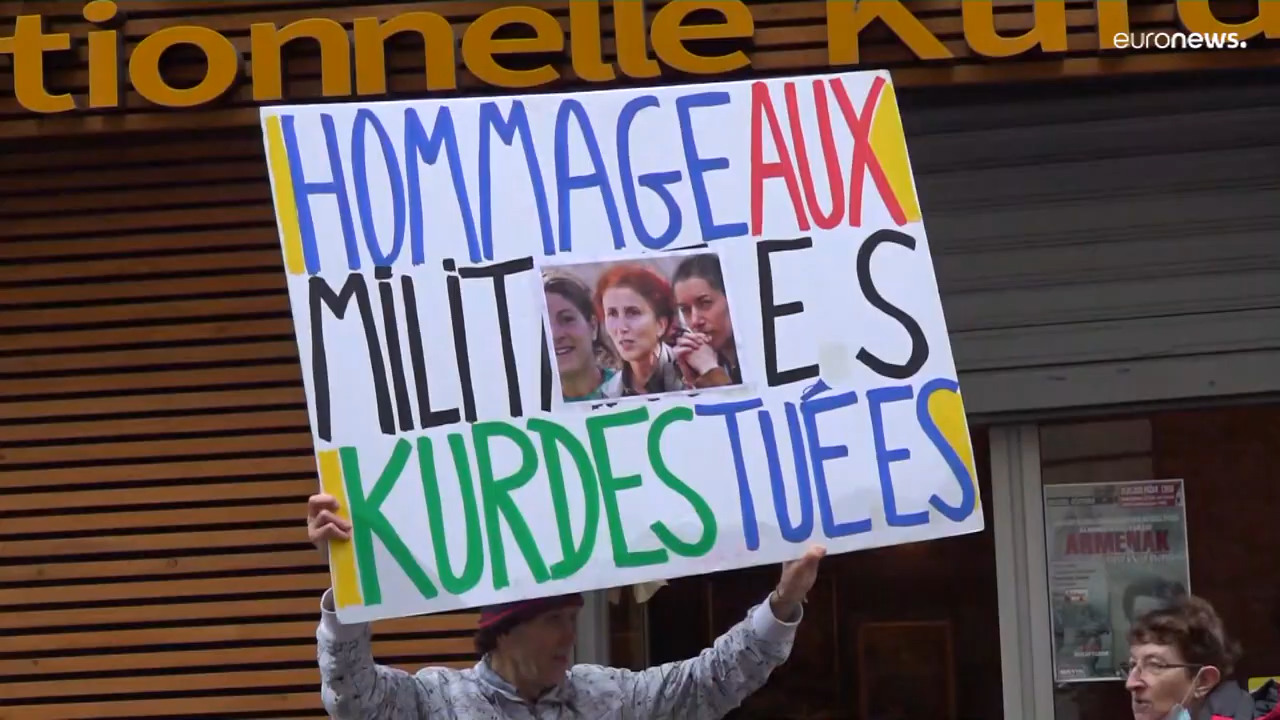 tionnelle Kurd
euronews.
HOMMAGE AUX
MILIT ES
KURDES TUÉES
ARMENAK